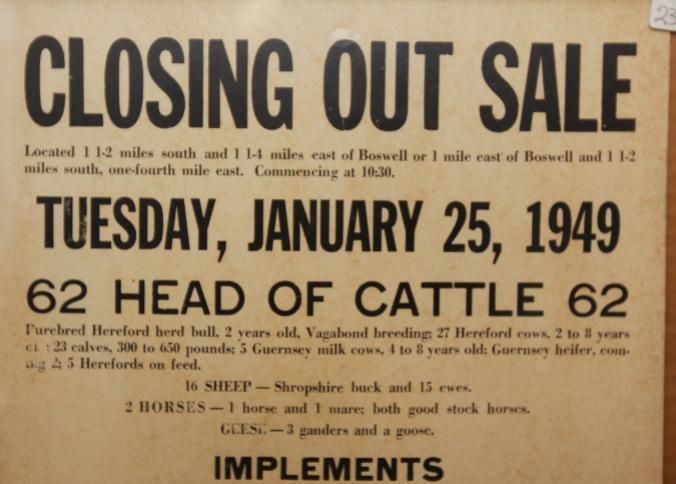 23
CLOSING OUT SALE
Located 1 1-2 miles south and 1 1-4 miles east of Boswell or 1 mile east of Boswell and 1 1-2
miles south, one-fourth mile east. Commencing at 10:30.
TUESDAY, JANUARY 25, 1949
62 HEAD OF CATTLE 62
Purebred Hereford herd bull, 2 years old, Vagabond breeding; 27 Hereford cows, 2 to 8 years
23 calves, 300 to 650 pounds; 5 Guernsey milk cows, 4 to 8 years old; Guernsey heifer, com-
5 Herefords on feed.
16 SHEEP — Shropshire buck and 15 ewes.
2 HORSES — 1 horse and 1 mare; both good stock horses.
GEESE — 3 ganders and a goose.
IMPLEMENTS